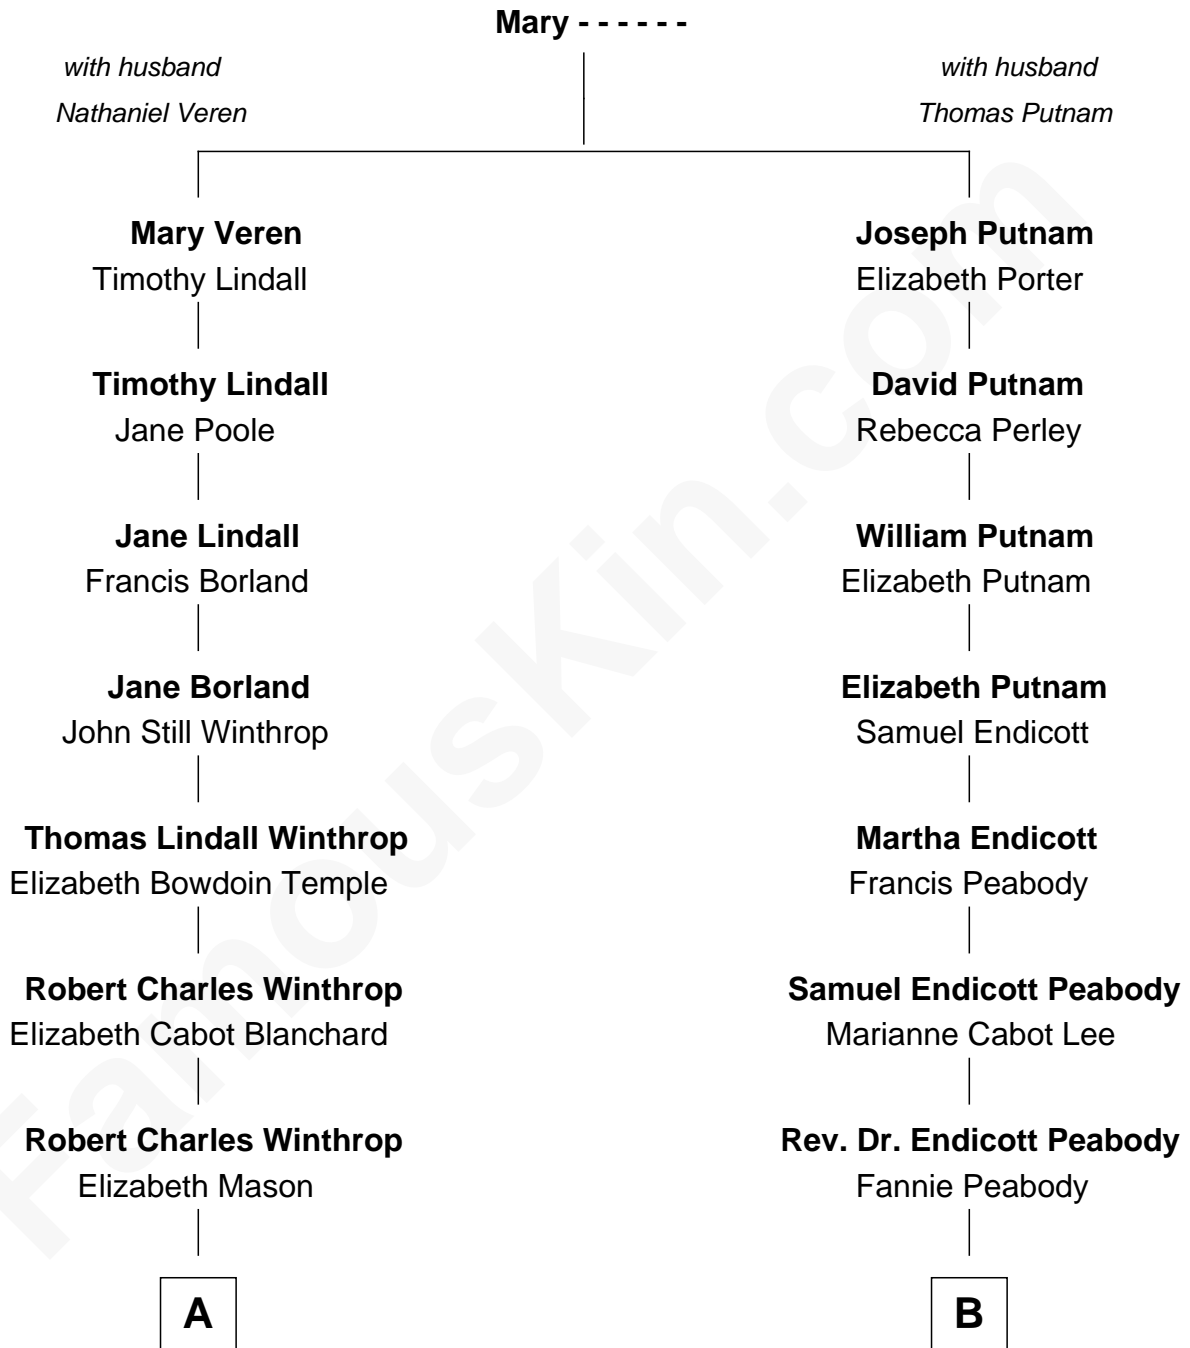 Mary - - - - - -
with husband
Nathaniel Veren
with husband
Thomas Putnam
Mary Veren
Timothy Lindall
Joseph Putnam
Elizabeth Porter
Timothy Lindall
Jane Poole
David Putnam
Rebecca Perley
Jane Lindall
Francis Borland
William Putnam
Elizabeth Putnam
Jane Borland
John Still Winthrop
Elizabeth Putnam
Samuel Endicott
Thomas Lindall Winthrop
Elizabeth Bowdoin Temple
Martha Endicott
Francis Peabody
Robert Charles Winthrop
Elizabeth Cabot Blanchard
Samuel Endicott Peabody
Marianne Cabot Lee
Robert Charles Winthrop
Elizabeth Mason
Rev. Dr. Endicott Peabody
Fannie Peabody
A
B
FamousKin.com